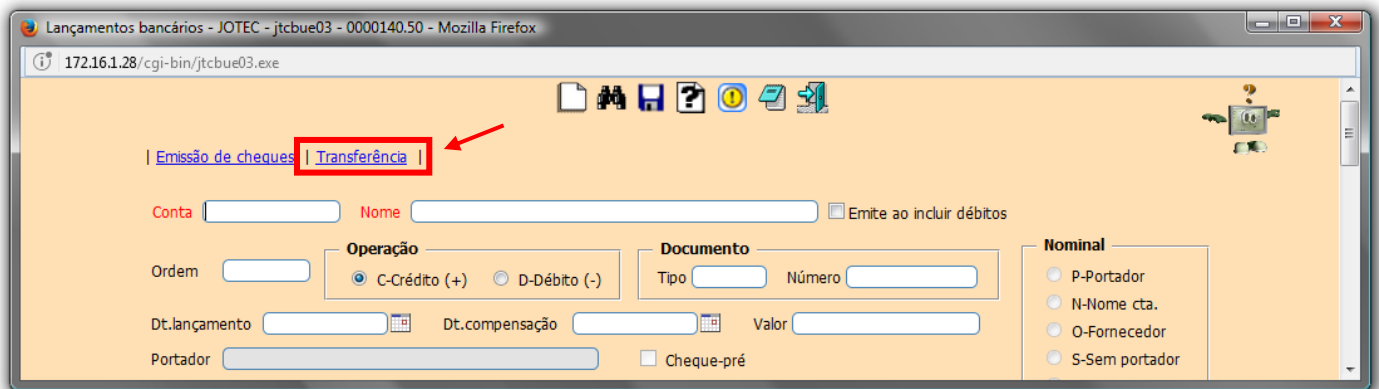 Lançamentos bancários - JOTEC - jtcbue03 - 0000140.50 - Mozilla Firefox
172.16.1.28/cgi-bin/jtcbue03.exe
| Emissão de cheques | Transferência |
Conta Nome Emite ao incluir débitos
Operação Documento Nominal
Ordem C-Crédito (+) D-Débito (-) Tipo Número P-Portador
N-Nome cta.
Dt.lançamento Dt.compensação Valor O-Fornecedor
Portador Cheque-pré S-Sem portador